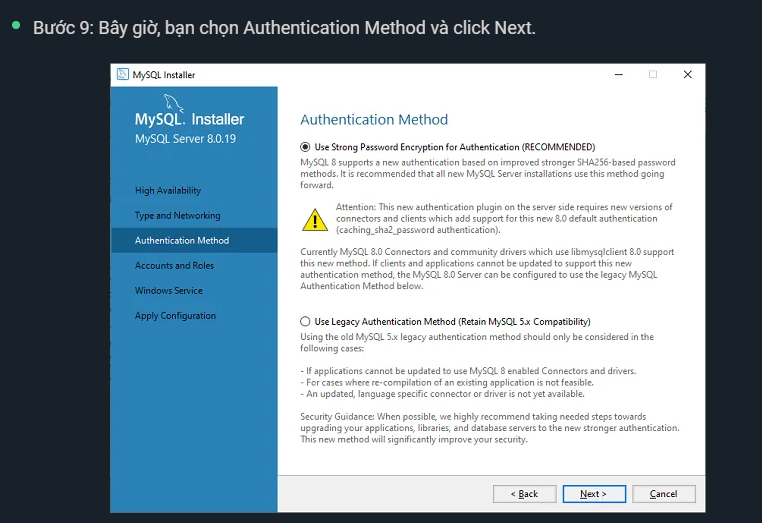 Bước 9: Bây giờ, bạn chọn Authentication Method và click Next.
MySQL Installer
MySQL. Installer
MySQL Server 8.0.19
High Availability
Type and Networking
Authentication Method
Accounts and Roles
Windows Service
Apply Configuration
Authentication Method
Use Strong Password Encryption for Authentication (RECOMMENDED)
MySQL 8 supports a new authentication based on improved stronger SHA256-based password
methods. It is recommended that all new MySQL Server installations use this method going
forward.
Attention: This new authentication plugin on the server side requires new versions of
connectors and clients which add support for this new 8.0 default authentication
(caching_sha2_password authentication).
Currently MySQL 8.0 Connectors and community drivers which use libmysqlclient 8.0 support
this new method. If clients and applications cannot be updated to support this new
authentication method, the MySQL 8.0 Server can be configured to use the legacy MySQL
Authentication Method below.
Use Legacy Authentication Method (Retain MySQL 5.x Compatibility)
Using the old MySQL 5.x legacy authentication method should only be considered in the
following cases:
- If applications cannot be updated to use MySQL 8 enabled Connectors and drivers.
- For cases where re-compilation of an existing application is not feasible.
- An updated, language specific connector or driver is not yet available.
Security Guidance: When possible, we highly recommend taking needed steps towards
upgrading your applications, libraries, and database servers to the new stronger authentication.
This new method will significantly improve your security.
< Back
Next >
Cancel